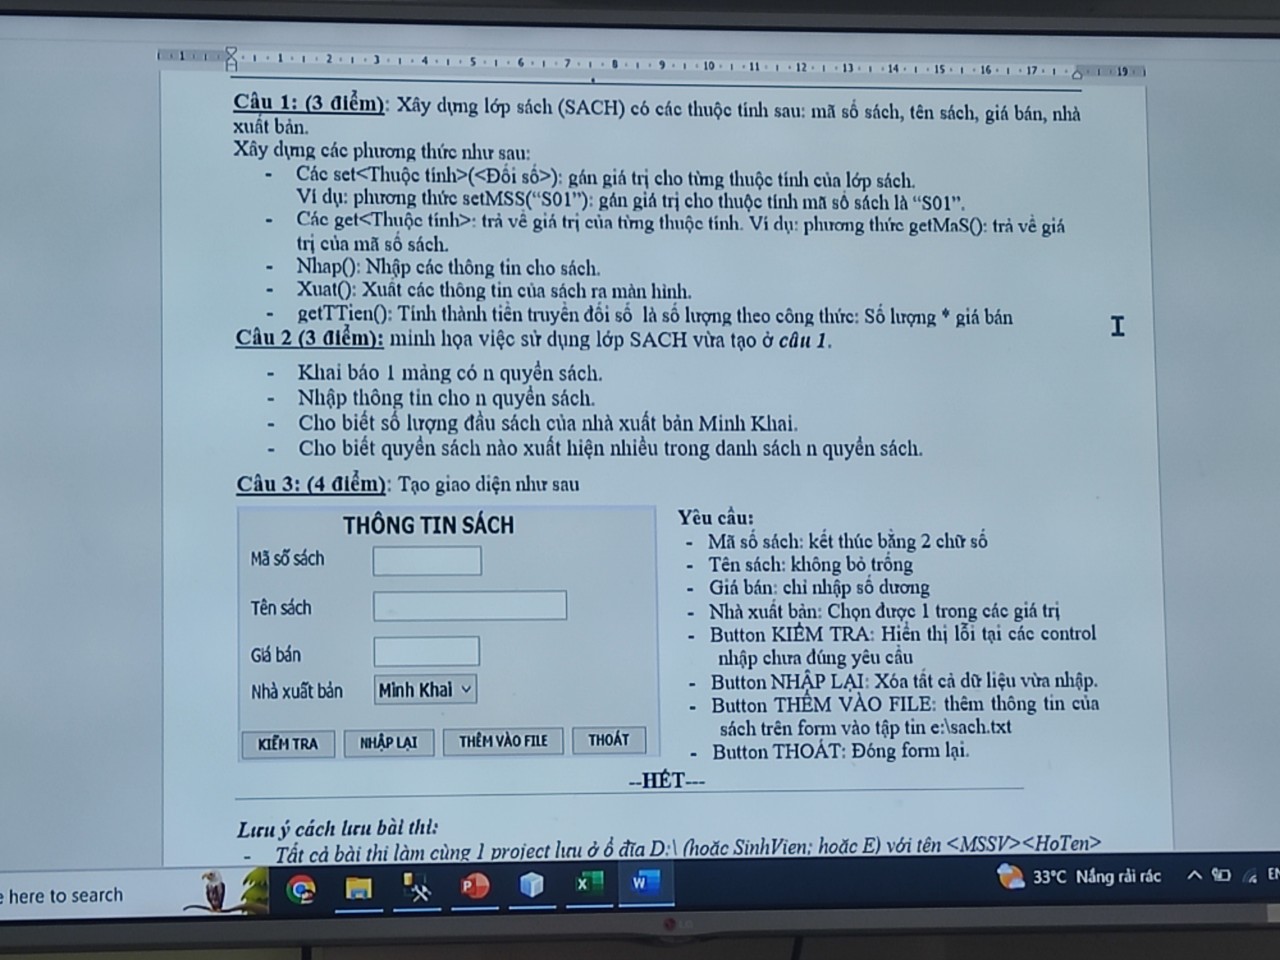 Câu 1: (3 điểm): Xây dựng lớp sách (SACH) có các thuộc tính sau: mã số sách, tên sách, giá bán, nhà
xuất bản.
Xây dựng các phương thức như sau:
- Các set<Thuộc tính>(<Đối số>): gán giá trị cho từng thuộc tính của lớp sách.
Ví dụ: phương thức setMSS(“S01”): gán giá trị cho thuộc tính mã số sách là “S01”.
- Các get<Thuộc tính>: trả về giá trị của từng thuộc tính. Ví dụ: phương thức getMaS(): trả về giá
trị của mã số sách.
- Nhap(): Nhập các thông tin cho sách.
- Xuat(): Xuất các thông tin của sách ra màn hình.
- getTTien(): Tính thành tiền truyền đối số là số lượng theo công thức: Số lượng * giá bán
Câu 2 (3 điểm): minh họa việc sử dụng lớp SACH vừa tạo ở câu 1.
- Khai báo 1 mảng có n quyển sách.
- Nhập thông tin cho n quyển sách.
- Cho biết số lượng đầu sách của nhà xuất bản Minh Khai.
- Cho biết quyển sách nào xuất hiện nhiều trong danh sách n quyển sách.
Câu 3: (4 điểm): Tạo giao diện như sau
THÔNG TIN SÁCH
Mã số sách
Tên sách
Giá bán
Nhà xuất bản Minh Khai
KIỂM TRA NHẬP LẠI THÊM VÀO FILE THOÁT
Yêu cầu:
- Mã số sách: kết thúc bằng 2 chữ số
- Tên sách: không bỏ trống
- Giá bán: chỉ nhập số dương
- Nhà xuất bản: Chọn được 1 trong các giá trị
- Button KIỂM TRA: Hiển thị lỗi tại các control
nhập chưa đúng yêu cầu
- Button NHẬP LẠI: Xóa tất cả dữ liệu vừa nhập.
- Button THÊM VÀO FILE: thêm thông tin của
sách trên form vào tập tin e:\sach.txt
- Button THOÁT: Đóng form lại.
--HẾT---
Lưu ý cách lưu bài thi:
- Tất cả bài thi làm cùng 1 project lưu ở ổ đĩa D:\ (hoặc SinhVien; hoặc E) với tên <MSSV><HoTen>
here to search
33°C Nắng rải rác
LG